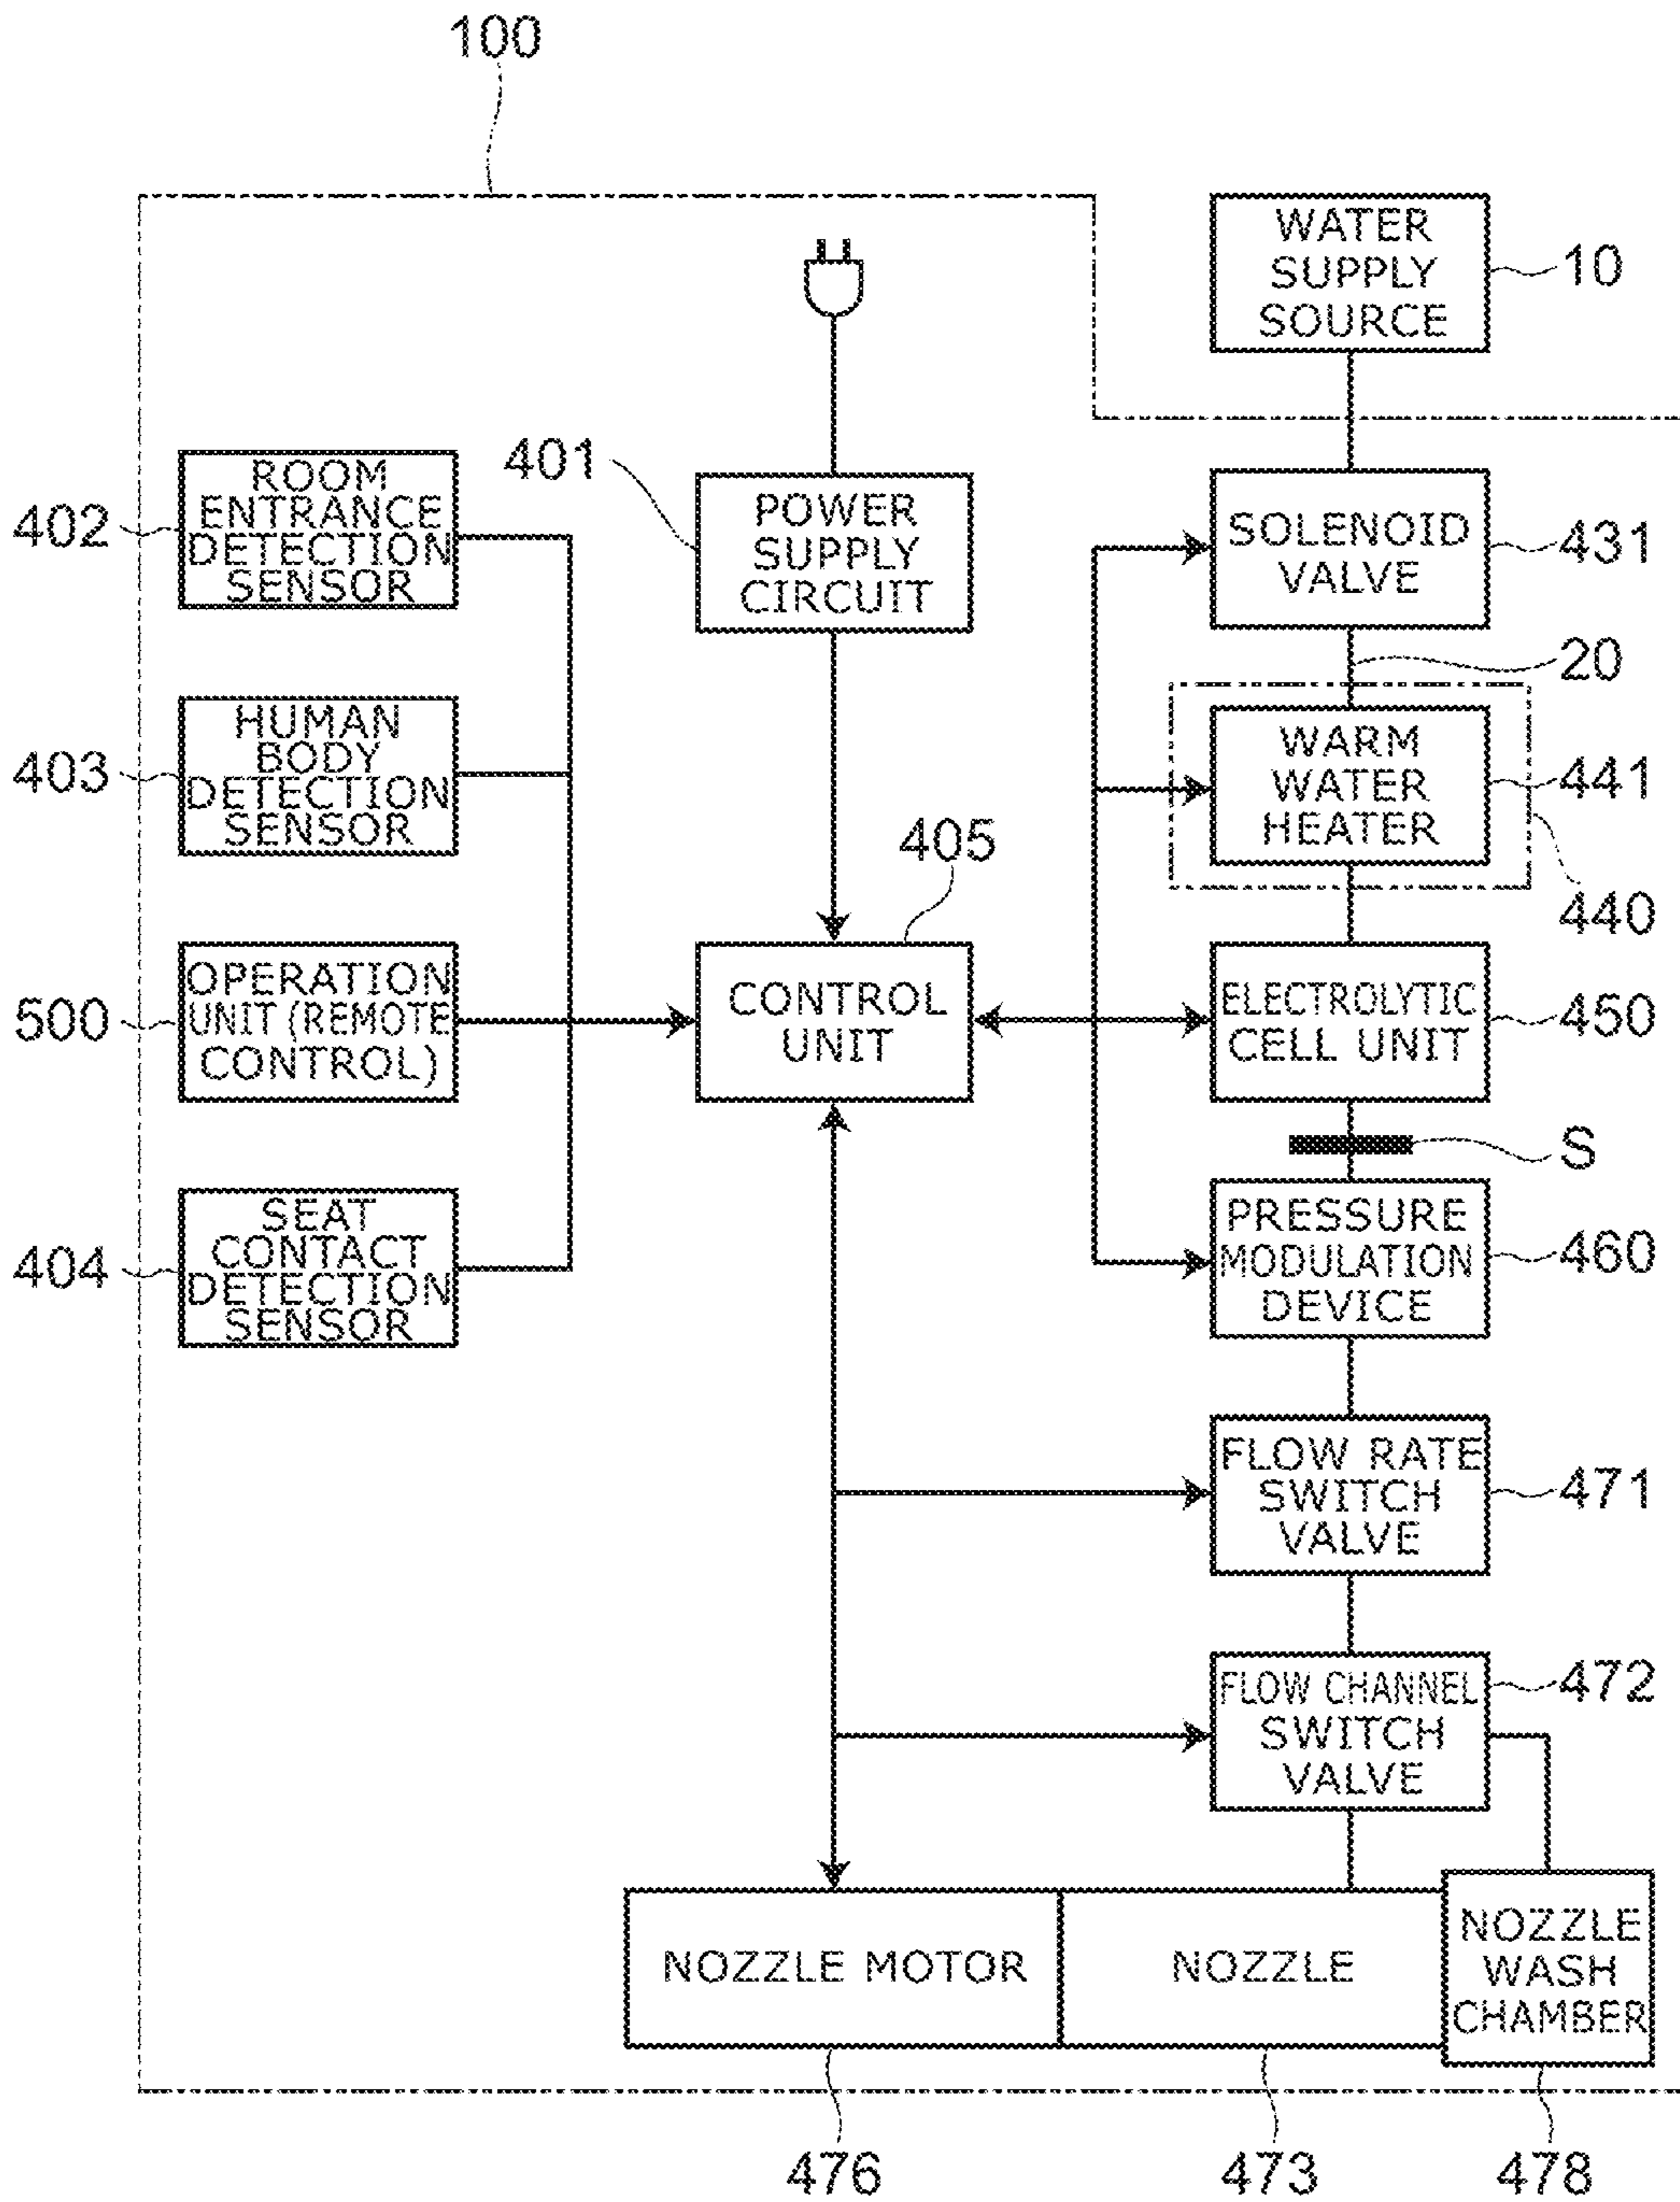 100
WATER
SUPPLY
SOURCE
10
401
POWER
SUPPLY
CIRCUIT
402
ROOM
ENTRANCE
DETECTION
SENSOR
SOLENOID
VALVE
431
20
403
HUMAN
BODY
DETECTION
SENSOR
WARM
WATER
HEATER
441
440
405
500
OPERATION
UNIT (REMOTE
CONTROL)
CONTROL
UNIT
ELECTROLYTIC
CELL UNIT
450
S
404
SEAT
CONTACT
DETECTION
SENSOR
PRESSURE
MODULATION
DEVICE
460
FLOW RATE
SWITCH
VALVE
471
FLOW CHANNEL
SWITCH
VALVE
472
NOZZLE MOTOR
NOZZLE
NOZZLE
WASH
CHAMBER
476
473
478